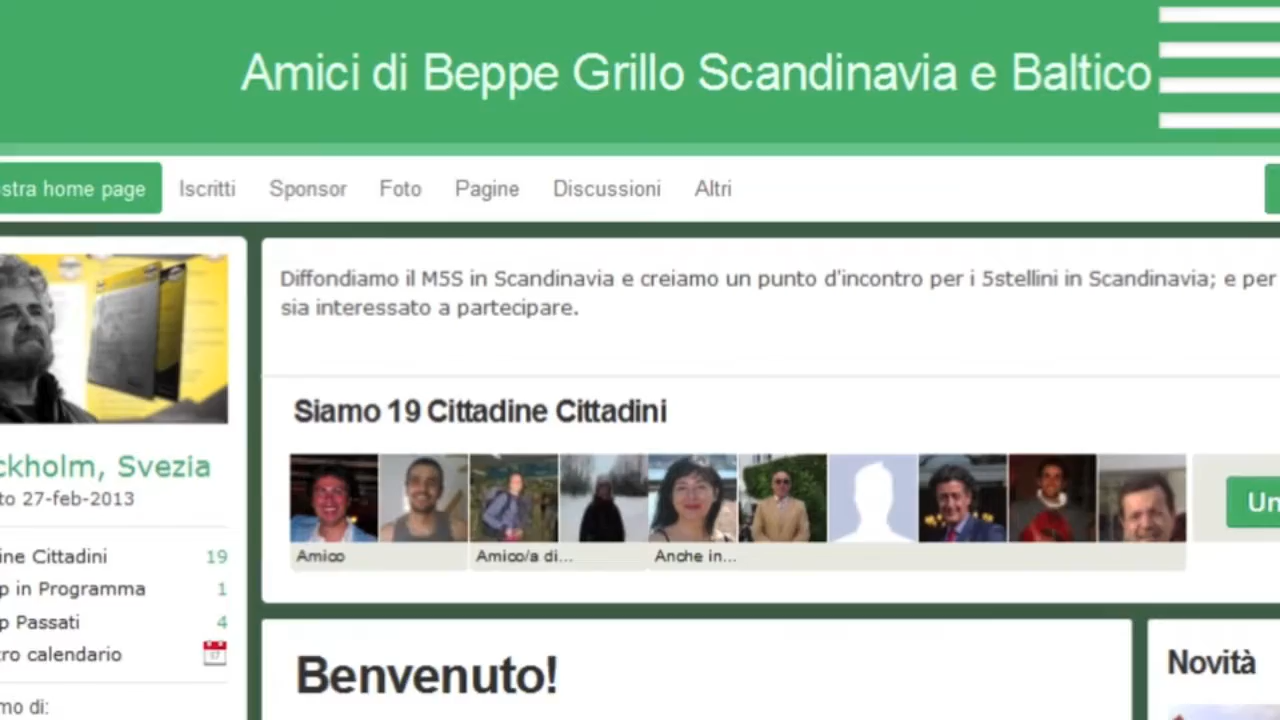 Amici di Beppe Grillo Scandinavia e Baltico
stra home page Iscritti Sponsor Foto Pagine Discussioni Altri
Diffondiamo il M5S in Scandinavia e creiamo un punto d'incontro per i 5stellini in Scandinavia; e per
sia interessato a partecipare.
Siamo 19 Cittadine Cittadini
ckholm, Svezia
to 27-feb-2013
Un
Amico Amico/a di... Anche in...
ine Cittadini 19
p in Programma 1
p Passati 4
tro calendario 17
mo di:
Benvenuto!
Novità